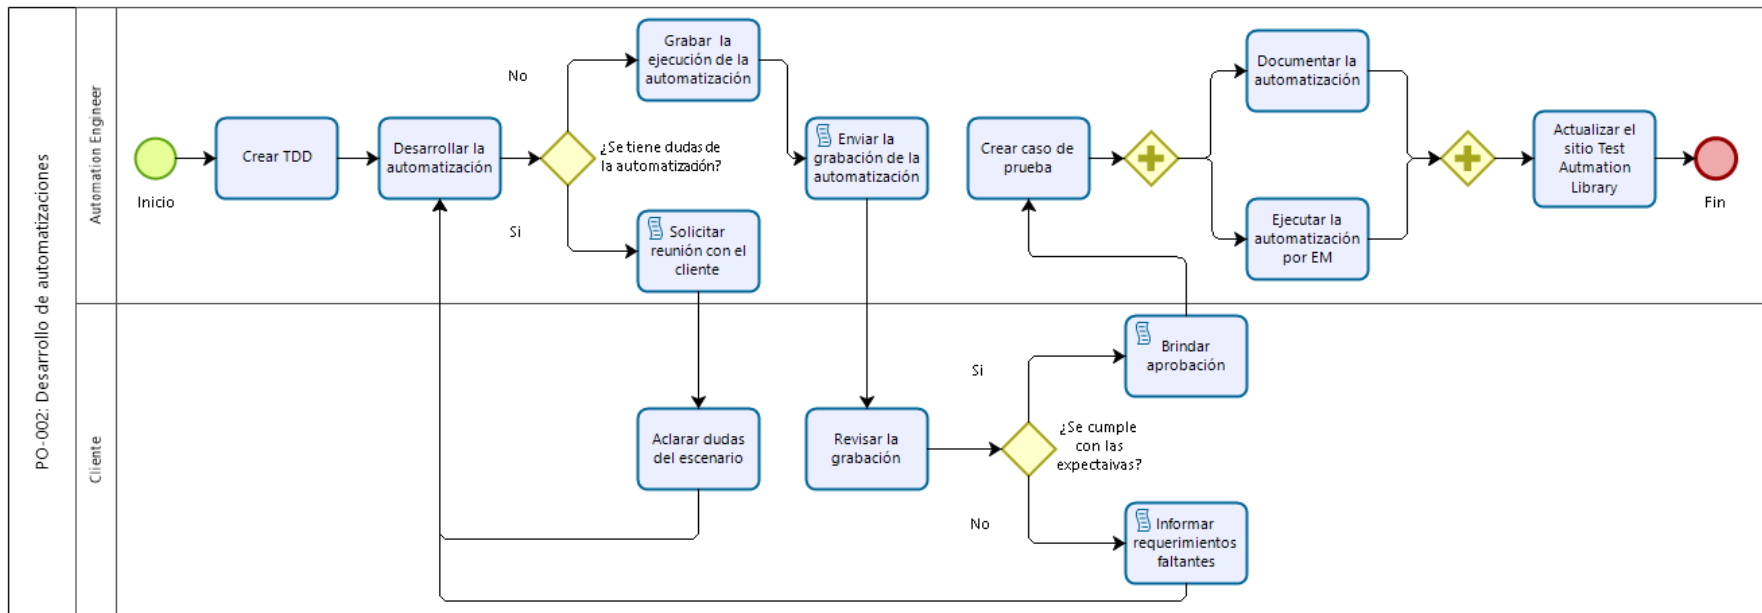 PO-002: Desarrollo de automatizaciones
Automation Engineer
Inicio
Crear TDD
Desarrollar la
automatización
No
Si
¿Se tiene dudas de
la automatización?
Grabar la
ejecución de la
automatización
Solicitar
reunión con el
cliente
Enviar la
grabación de la
automatización
Crear caso de
prueba
Documentar la
automatización
Ejecutar la
automatización
por EM
Actualizar el
sitio Test
Autmation
Library
Fin
Cliente
Aclarar dudas
del escenario
Revisar la
grabación
Si
No
¿Se cumple
con las
expectaivas?
Brindar
aprobación
Informar
requerimientos
faltantes